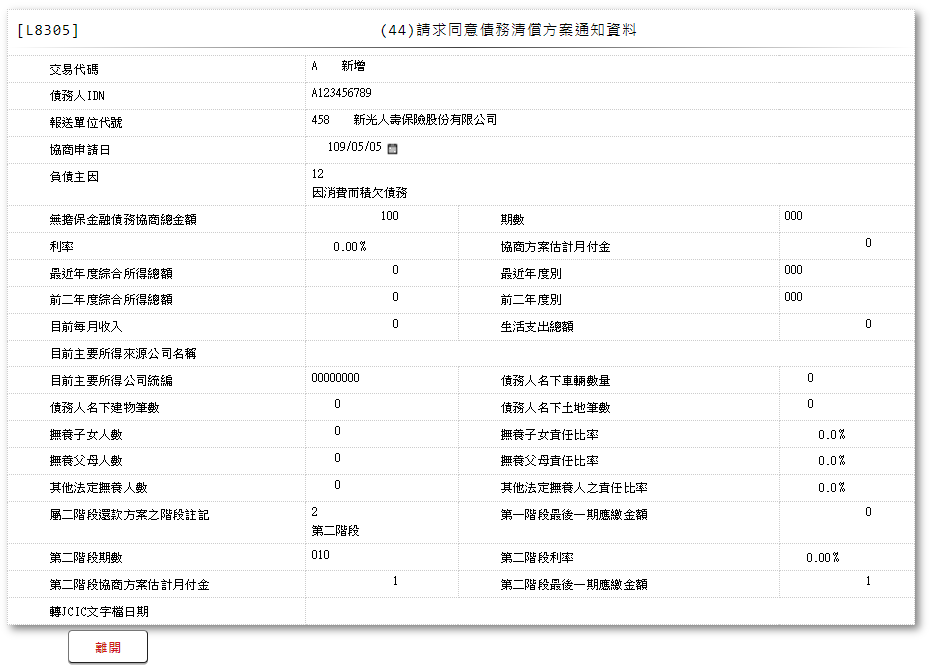 [L8305] (44)請求同意債務清償方案通知資料
交易代碼 A 新增
債務人IDN A123456789
報送單位代號 458 新光人壽保險股份有限公司
協商申請日 109/05/05
負債主因 12
因消費而積欠債務
無擔保金融債務協商總金額 100 期數 000
利率 0.00% 協商方案估計月付金 0
最近年度綜合所得總額 0 最近年度別 000
前二年度綜合所得總額 0 前二年度別 000
目前每月收入 0 生活支出總額 0
目前主要所得來源公司名稱
目前主要所得公司統編 00000000 債務人名下車輛數量 0
債務人名下建物筆數 0 債務人名下土地筆數 0
撫養子女人數 0 撫養子女責任比率 0.0%
撫養父母人數 0 撫養父母責任比率 0.0%
其他法定撫養人數 0 其他法定撫養人之責任比率 0.0%
屬二階段還款方案之階段註記 2 第一階段最後一期應繳金額 0
第二階段
第二階段期數 010 第二階段利率 0.00%
第二階段協商方案估計月付金 1 第二階段最後一期應繳金額 1
轉JCIC文字檔日期
離開